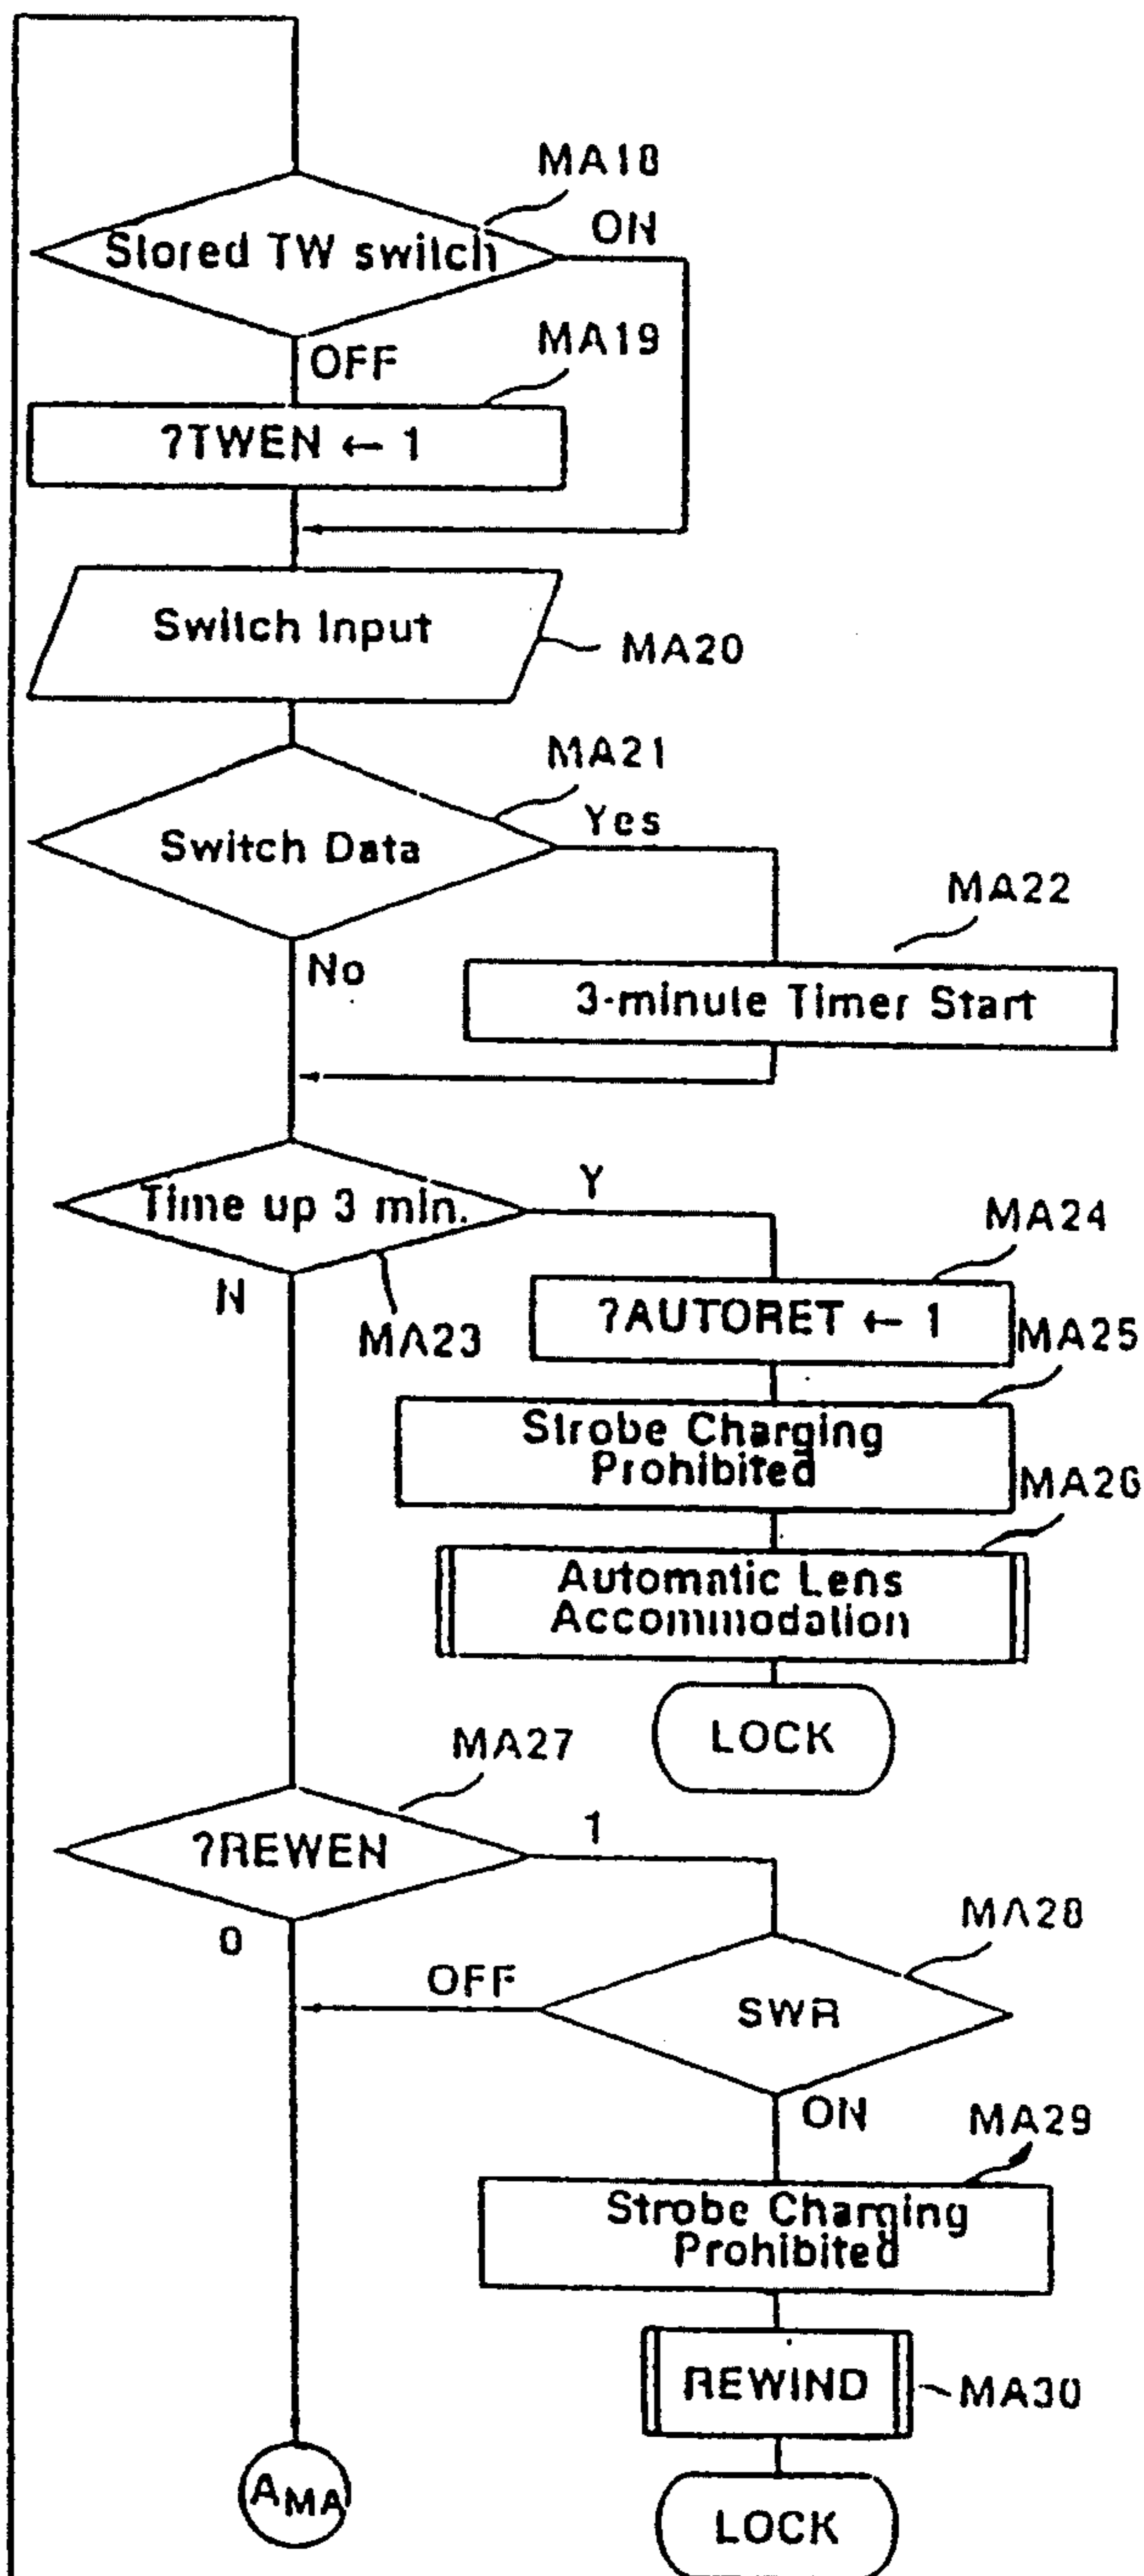 MA18
Stored TW switch
ON
OFF
MA19
?TWEN ← 1
Switch Input
MA20
MA21
Switch Data
Yes
No
MA22
3-minute Timer Start
Time up 3 min.
Y
N
MA23
MA24
?AUTORET ← 1
MA25
Strobe Charging
Prohibited
MA26
Automatic Lens
Accommodation
LOCK
MA27
?REWEN
1
0
MA28
SWR
OFF
ON
MA29
Strobe Charging
Prohibited
REWIND
MA30
LOCK
AMA